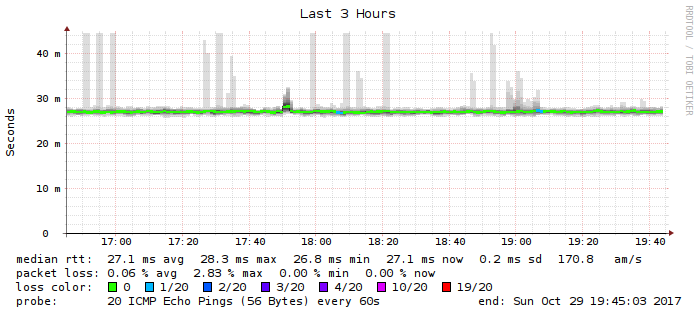 Last 3 Hours
RRDTOOL / TOBI OETIKER
Seconds
40 m
30 m
20 m
10 m
0
17:00 17:20 17:40 18:00 18:20 18:40 19:00 19:20 19:40
median rtt: 27.1 ms avg 28.3 ms max 26.8 ms min 27.1 ms now 0.2 ms sd 170.8 am/s
packet loss: 0.06 % avg 2.83 % max 0.00 % min 0.00 % now
loss color: 0 1/20 2/20 3/20 4/20 10/20 19/20
probe: 20 ICMP Echo Pings (56 Bytes) every 60s end: Sun Oct 29 19:45:03 2017